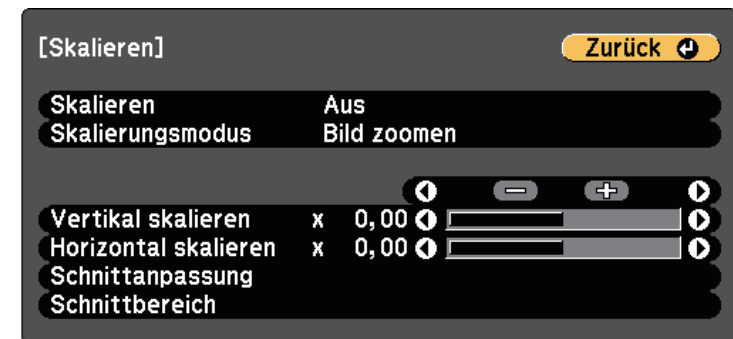 [Skalieren] Zurück
Skalieren Aus
Skalierungsmodus Bild zoomen
Vertikal skalieren x 0,00
Horizontal skalieren x 0,00
Schnittanpassung
Schnittbereich